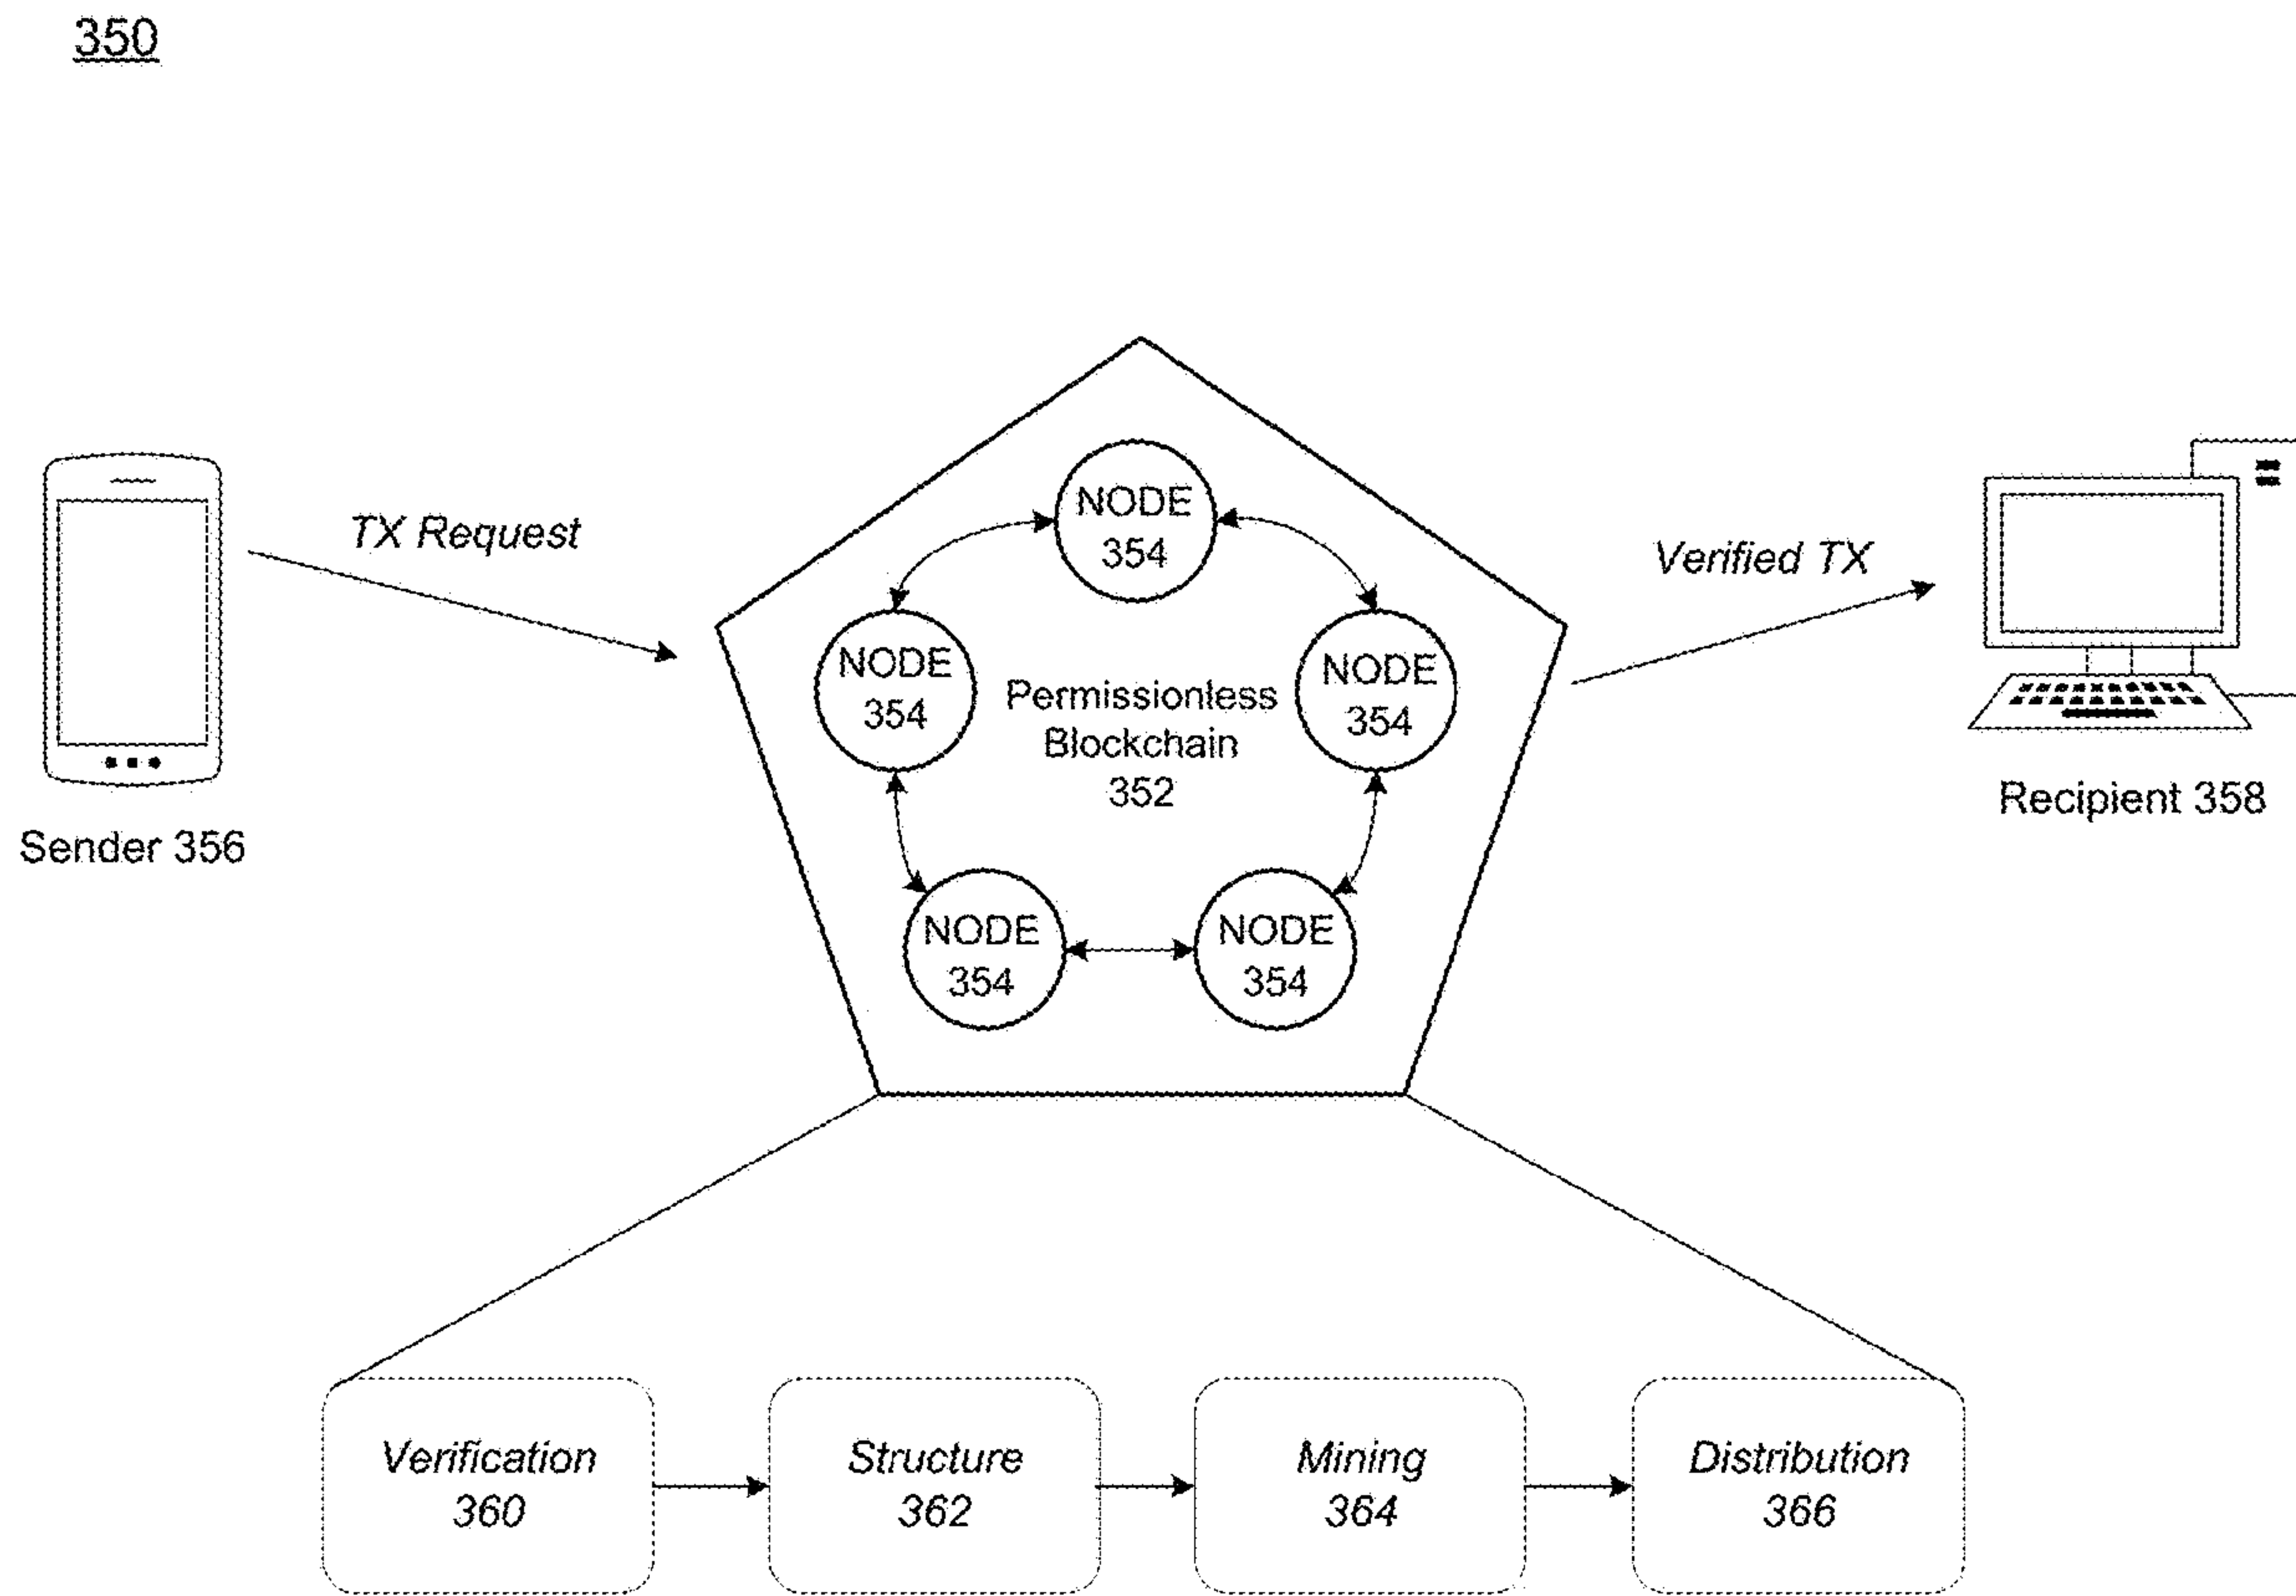 350
TX Request
Verified TX
NODE
354
NODE
354
NODE
354
Permissionless
Blockchain
352
NODE
354
NODE
354
Sender 356
Recipient 358
Verification
360
Structure
362
Mining
364
Distribution
366